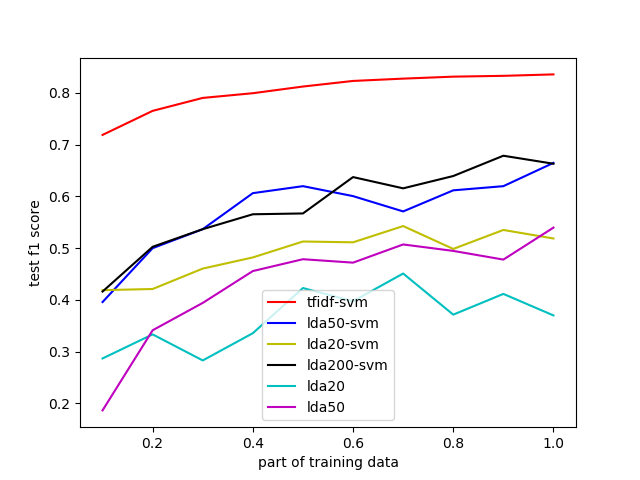 0.8
0.7
0.6
0.5
0.4
0.3
0.2
test f1 score
tfidf-svm
lda50-svm
lda20-svm
lda200-svm
lda20
lda50
0.2 0.4 0.6 0.8 1.0
part of training data